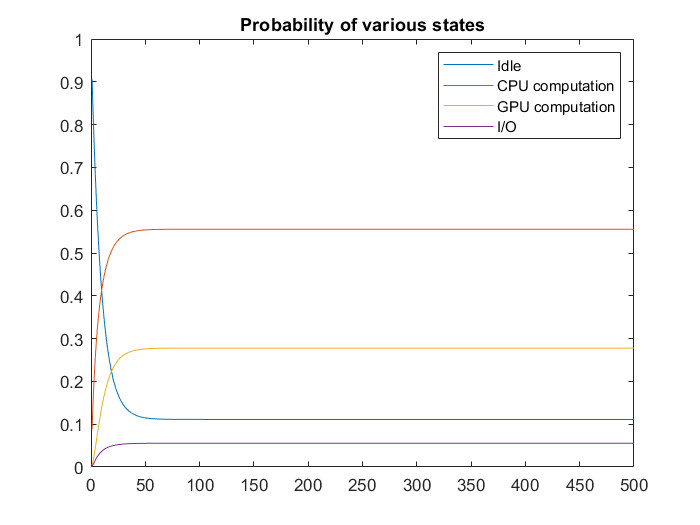 Probability of various states
1
0.9
0.8
0.7
0.6
0.5
0.4
0.3
0.2
0.1
0
Idle
CPU computation
GPU computation
I/O
0 50 100 150 200 250 300 350 400 450 500